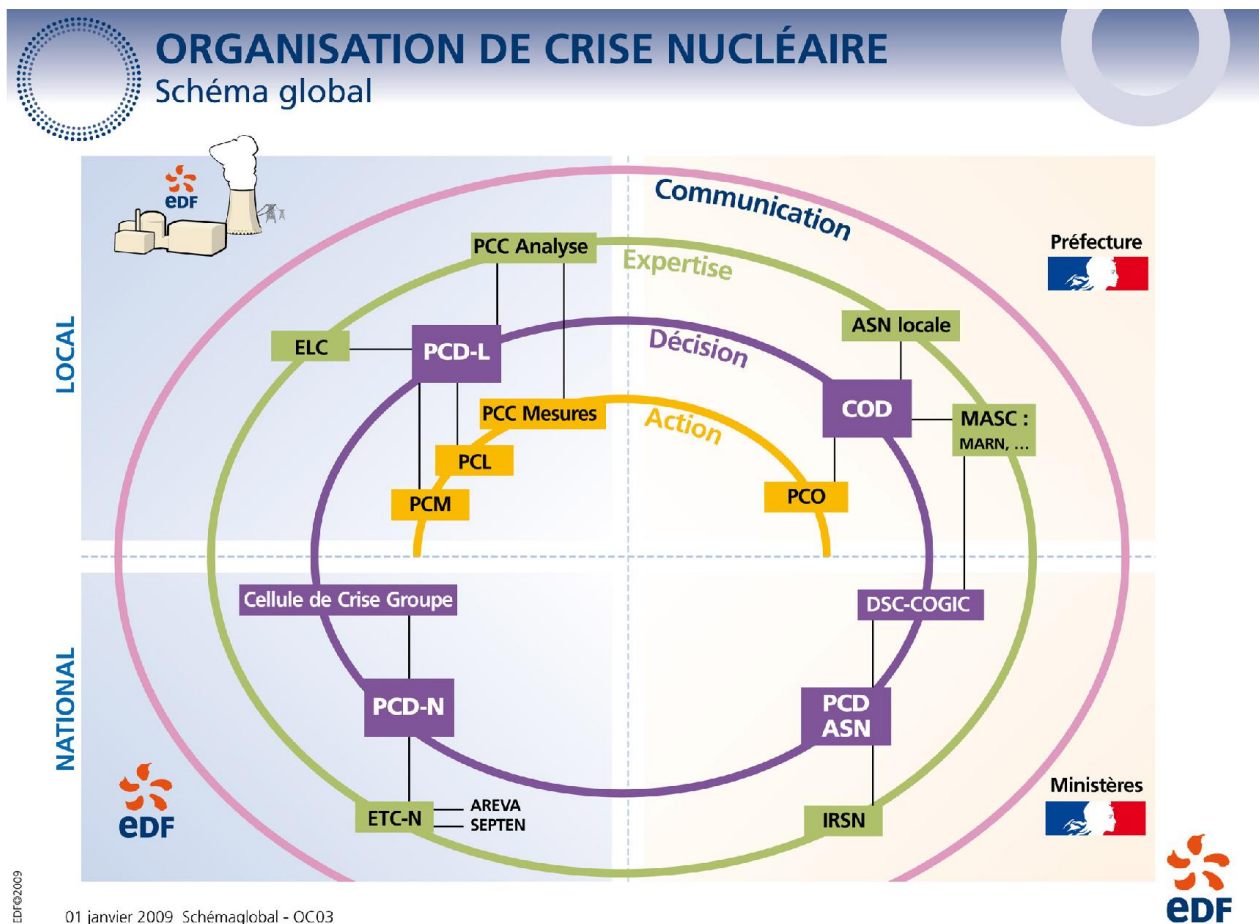 ORGANISATION DE CRISE NUCLÉAIRE
Schéma global
eDF
Communication
PCC Analyse
Expertise
Préfecture
LOCAL
ELC
PCD-L
Décision
ASN locale
PCC Mesures
Action
COD
MASC :
MARN, ...
PCL
PCM
PCO
Cellule de Crise Groupe
DSC-COGIC
NATIONAL
PCD-N
PCD
ASN
eDF
ETC-N
AREVA
SEPTEN
IRSN
Ministères
eDF
EDF©2009
01 janvier 2009 Schémaglobal - OC03